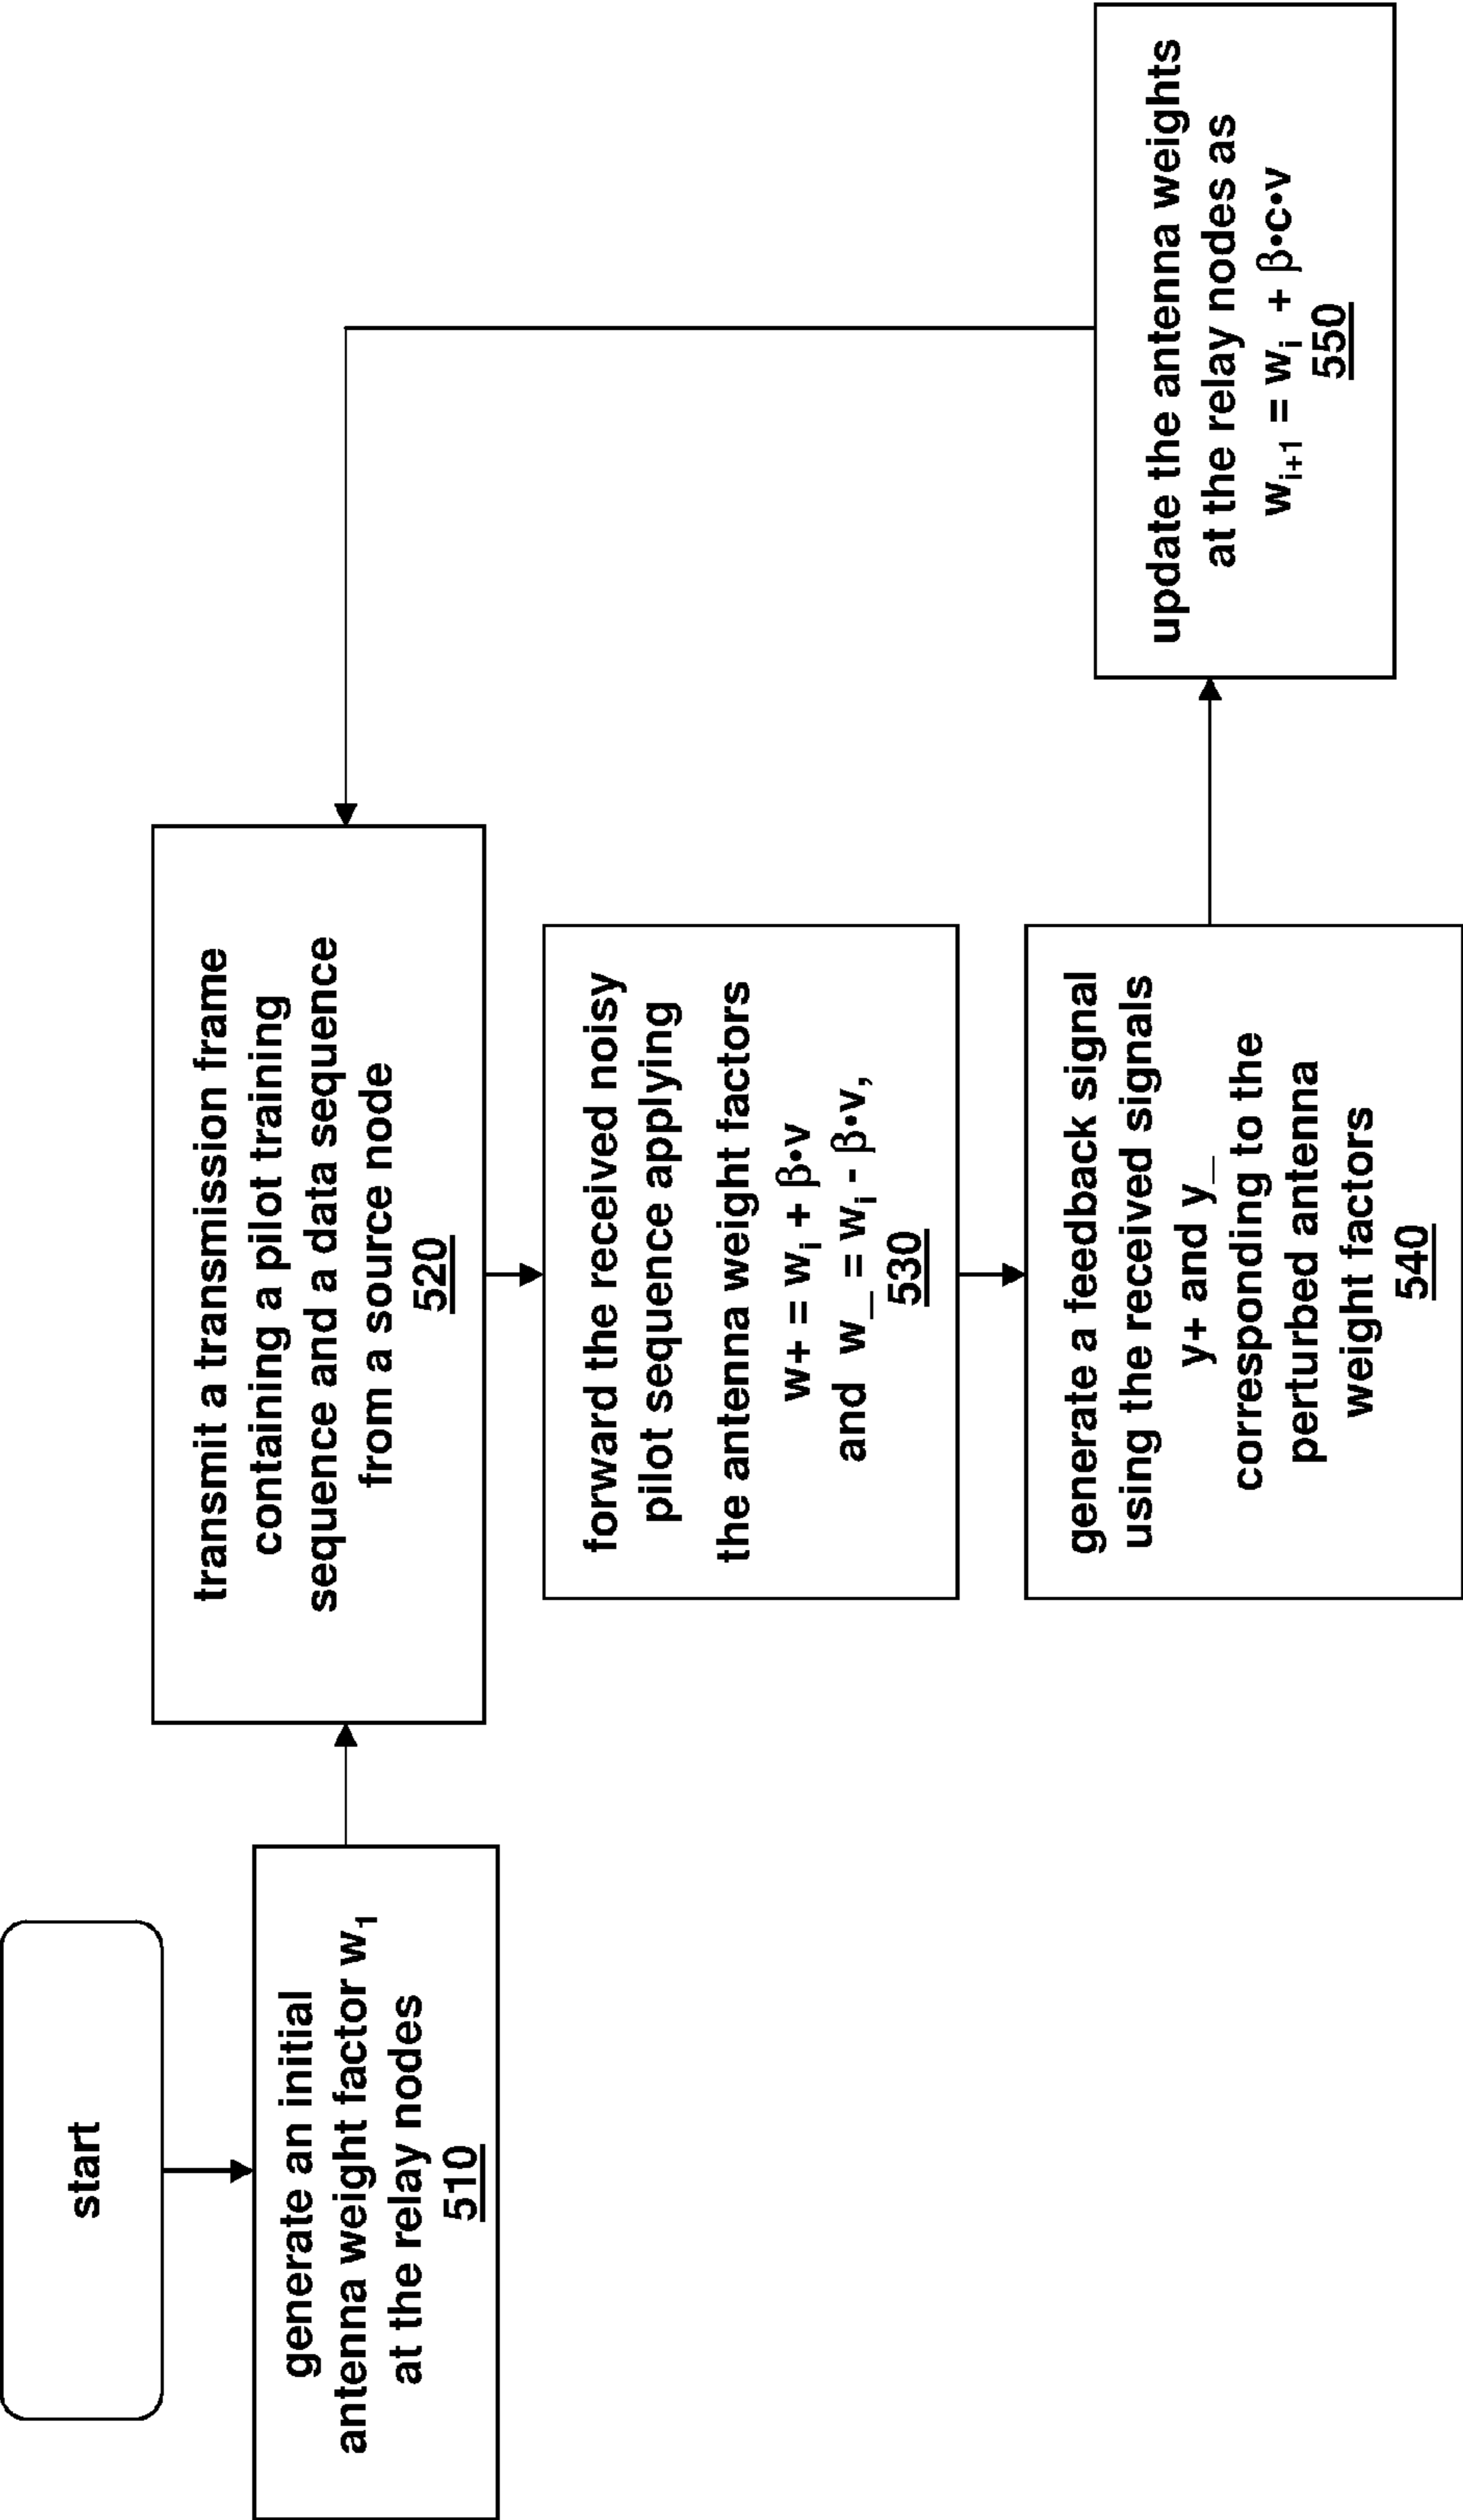 start
generate an initial
antenna weight factor w₁
at the relay nodes
510
transmit a transmission frame
containing a pilot training
sequence and a data sequence
from a source node
520
forward the received noisy
pilot sequence applying
the antenna weight factors
w+ = wᵢ + β•v
and w_ = wᵢ - β•v,
530
generate a feedback signal
using the received signals
y+ and y_
corresponding to the
perturbed antenna
weight factors
540
update the antenna weights
at the relay nodes as
wᵢ₊₁ = wᵢ + β•c•v
550